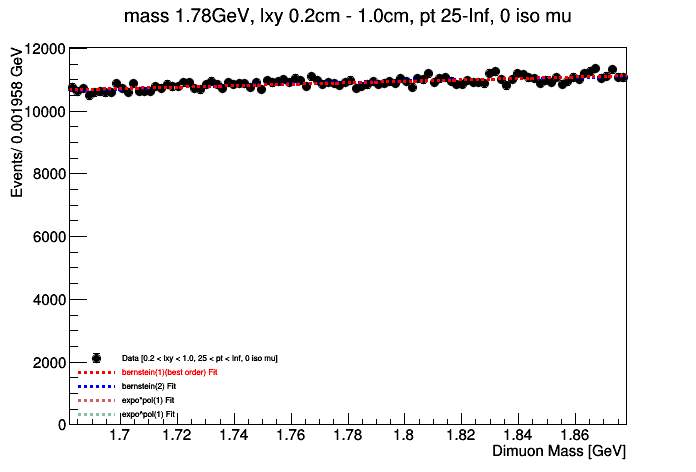 mass 1.78GeV, lxy 0.2cm - 1.0cm, pt 25-Inf, 0 iso mu
Events/ 0.001958 GeV
12000
10000
8000
6000
4000
2000
0
Data [0.2 < lxy < 1.0, 25 < pt < Inf, 0 iso mu]
bernstein(1)(best order) Fit
bernstein(2) Fit
expo*pol(1) Fit
expo*pol(1) Fit
1.7 1.72 1.74 1.76 1.78 1.8 1.82 1.84 1.86
Dimuon Mass [GeV]